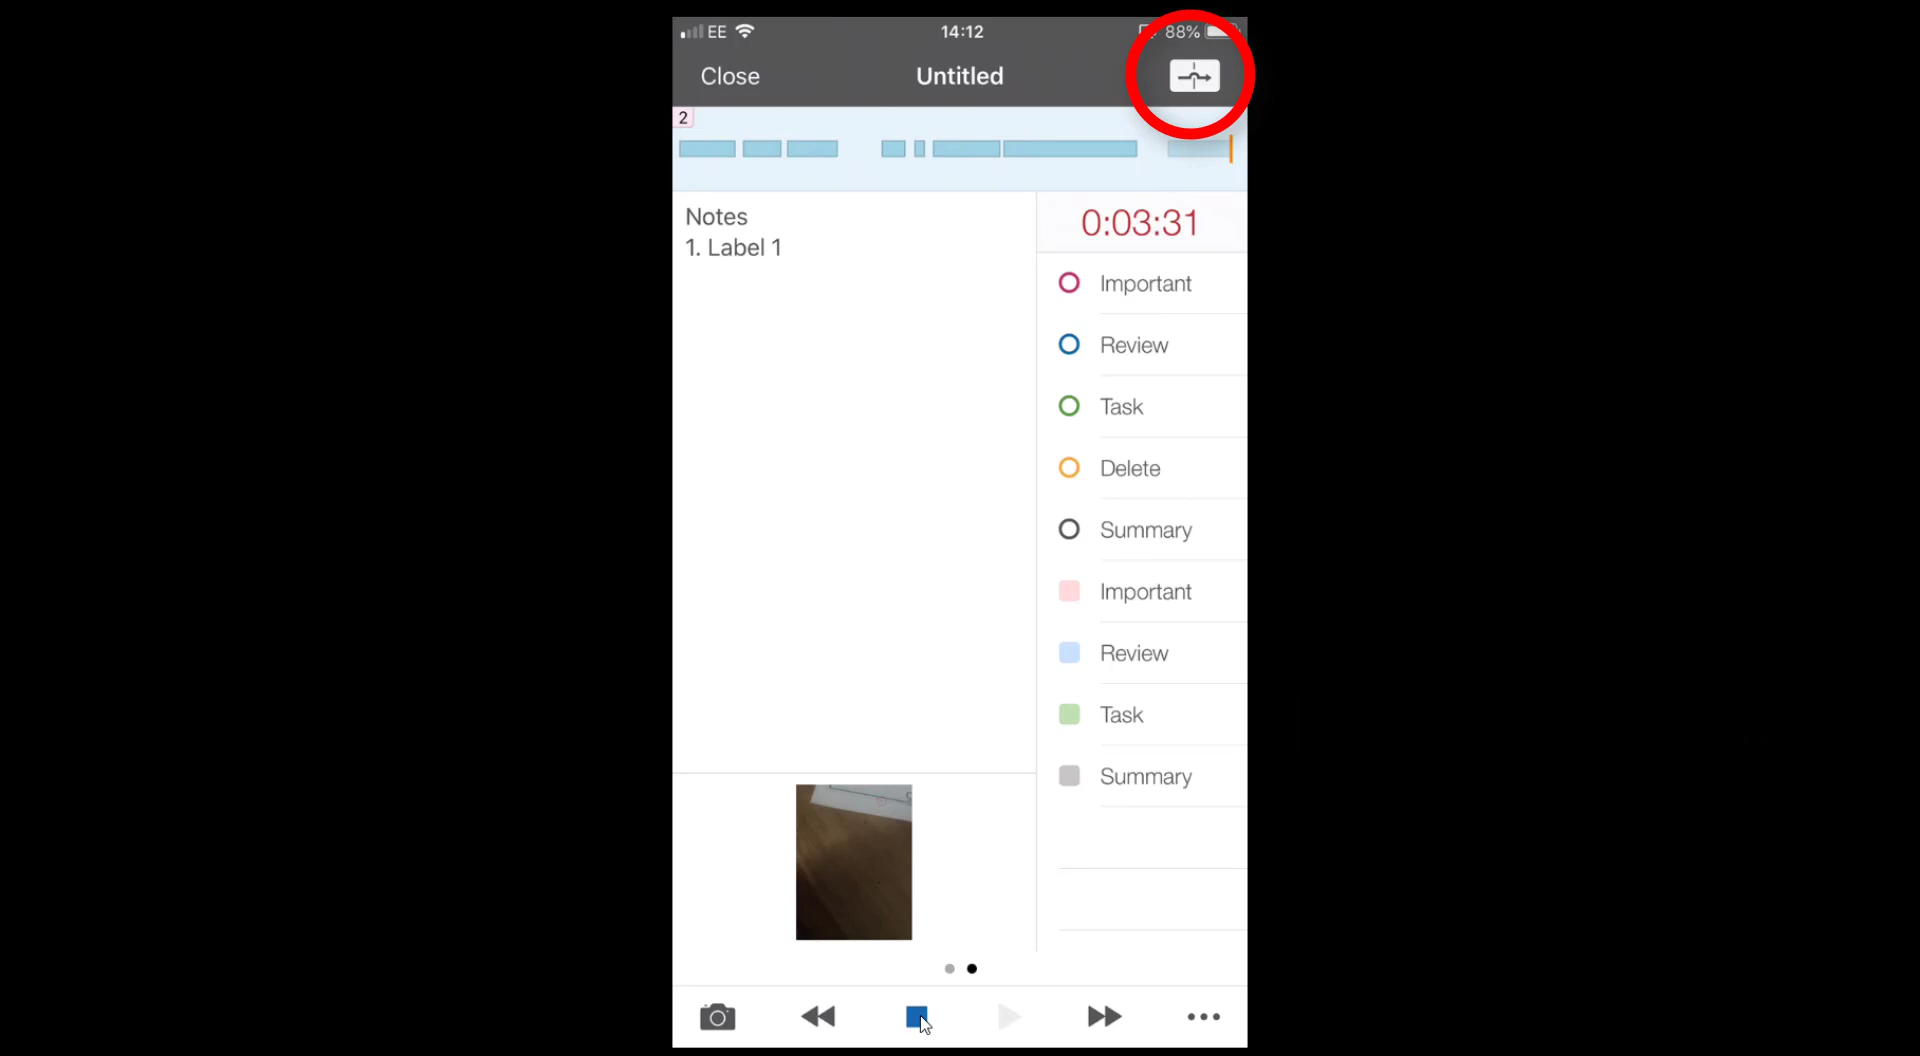 EE 14:12 88%
Close Untitled
2
Notes
1. Label 1
0:03:31
Important
Review
Task
Delete
Summary
Important
Review
Task
Summary